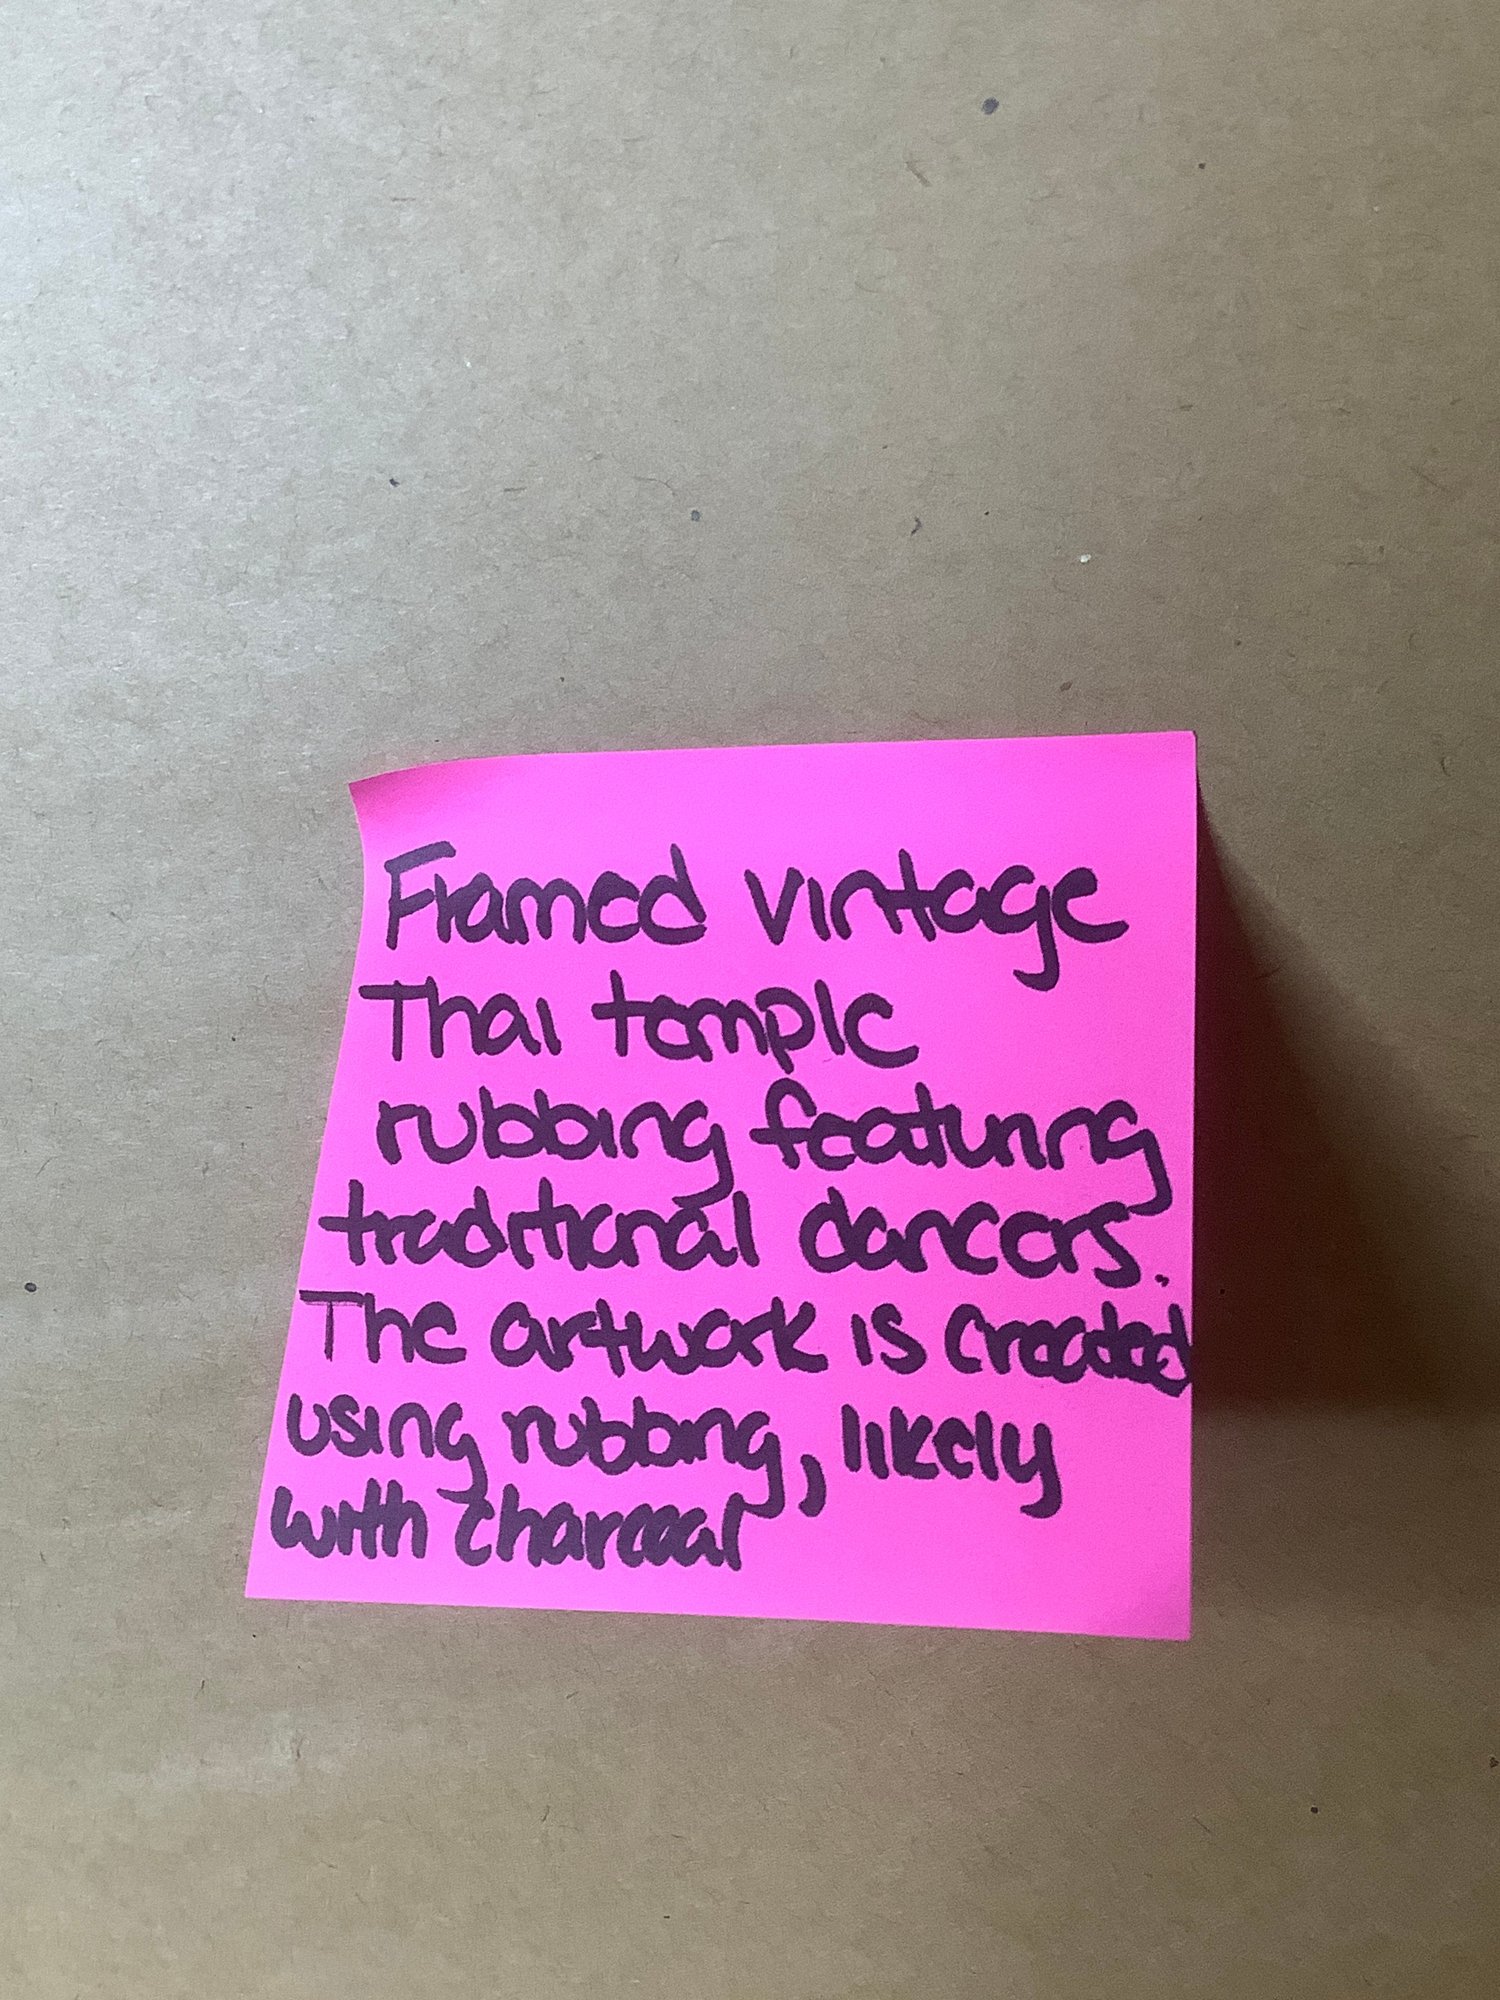 Framed vintage
Thai temple
rubbing featuring
traditional dancers.
The artwork is created
using rubbing, likely
with charcoal